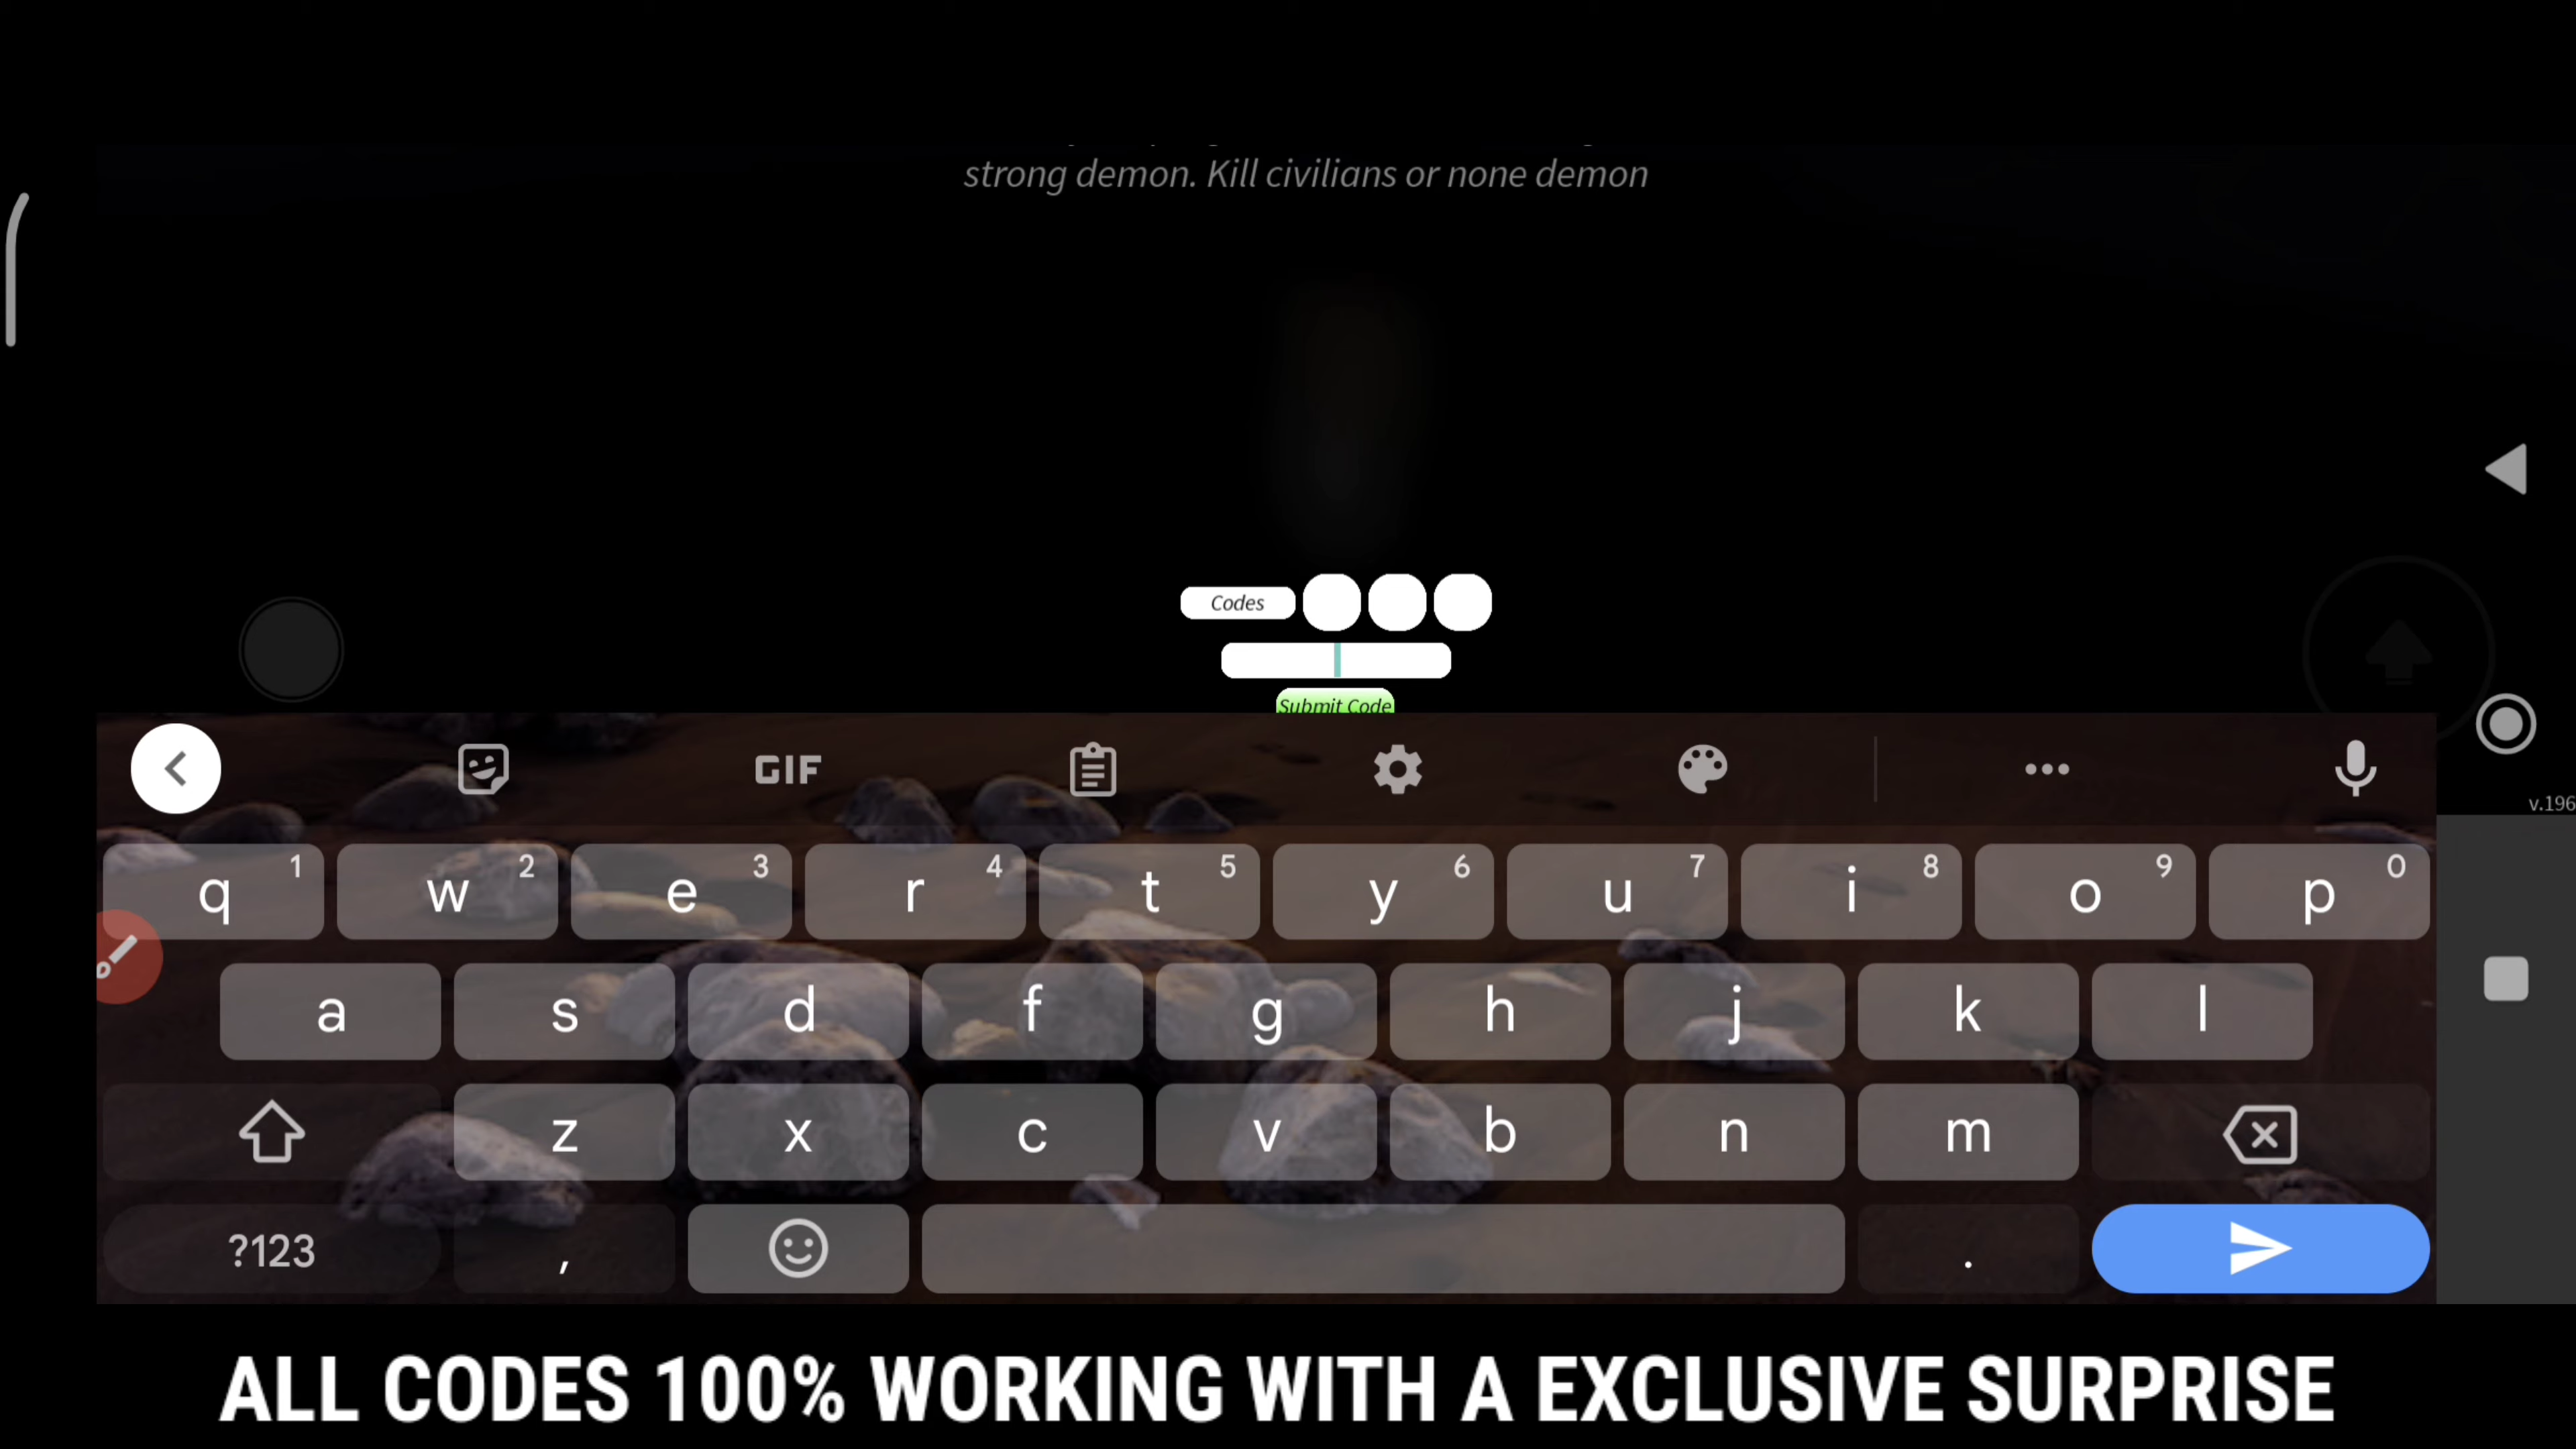 strong demon. Kill civilians or none demon
Codes
Submit Code
GIF
v.196
q 1 w 2 e 3 r 4 t 5 y 6 u 7 i 8 o 9 p 0
a s d f g h j k l
z x c v b n m
?123 , .
ALL CODES 100% WORKING WITH A EXCLUSIVE SURPRISE